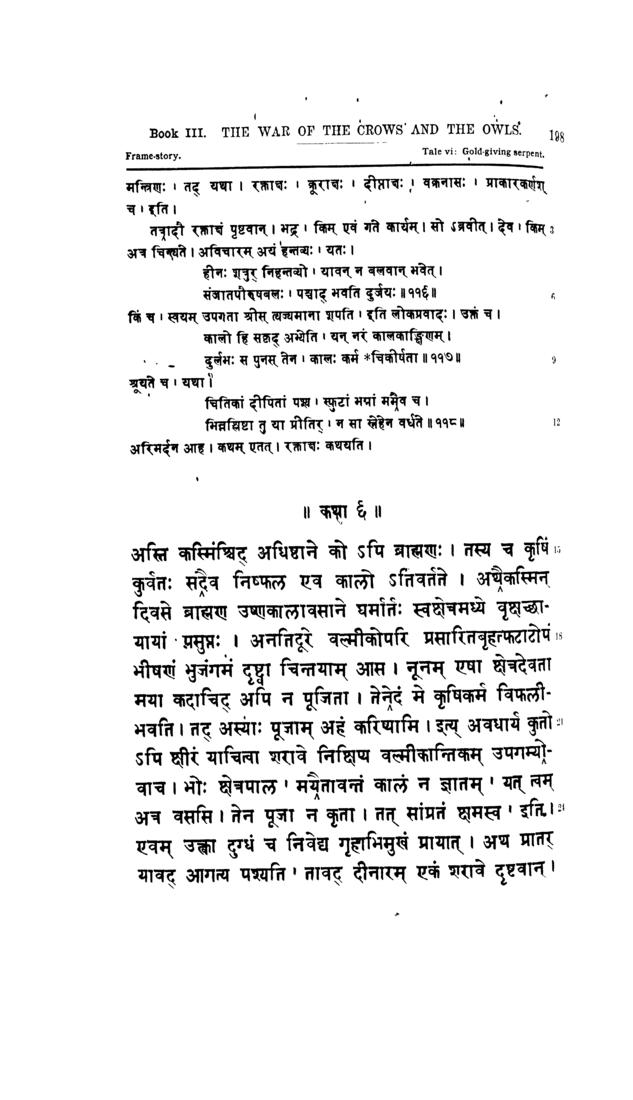 Book III. THE WAR OF THE CROWS AND THE OWLS. 198
Frame-story. Tale vi: Gold-giving serpent.
मन्त्रिणः । तद् यथा । रक्ताक्षः । क्रूराक्षः । दीप्ताक्षः । वक्रनासः । प्राकारकर्णश्
च । इति ।
तत्रादौ रक्ताक्षं पृष्टवान् । भद्र । किम् एवं गते कार्यम् । सो ऽब्रवीत् । देव । किम् 3
अत्र चिन्त्यते । अविचारम् अयं हन्तव्यः । यतः ।
हीनः शत्रुर् निहन्तव्यो । यावन् न बलवान् भवेत् ।
संजातपौरुषबलः । पश्चाद् भवति दुर्जयः ॥ ११६॥ 6
किं च । स्वयम् उपगता श्रीस् त्यज्यमाना शपति । इति लोकप्रवादः । उक्तं च ।
कालो हि सकृद् अभ्येति । यन् नरं कालकाङ्क्षिणम् ।
दुर्लभः स पुनस् तेन । कालः कर्म *चिकीर्षता ॥ ११७॥ 9
श्रूयते च । यथा ।
चितिकां दीपितां पश्य । स्फुटां भग्नां ममैव च ।
भिन्नश्लिष्टा तु या प्रीतिर् । न सा स्नेहेन वर्धते ॥ ११८॥ 12
अरिमर्दन आह । कथम् एतत् । रक्ताक्षः कथयति ।
॥ कथा ६ ॥
अस्ति कस्मिंश्चिद् अधिष्ठाने को ऽपि ब्राह्मणः । तस्य च कृषिं 15
कुर्वतः सदैव निष्फल एव कालो ऽतिवर्तते । अथैकस्मिन्
दिवसे ब्राह्मण उष्णकालावसाने घर्मार्तः स्वक्षेत्रमध्ये वृक्षच्छा-
यायां प्रसुप्तः । अनतिदूरे वल्मीकोपरि प्रसारितबृहत्फटाटोपं 18
भीषणं भुजंगमं दृष्ट्वा चिन्तयाम् आस । नूनम् एषा क्षेत्रदेवता
मया कदाचिद् अपि न पूजिता । तेनेदं मे कृषिकर्म विफली-
भवति । तद् अस्याः पूजाम् अहं करिष्यामि । इत्य् अवधार्य कुतो 21
ऽपि क्षीरं याचित्वा शरावे निक्षिप्य वल्मीकान्तिकम् उपगम्यो-
वाच । भोः क्षेत्रपाल । मयैतावन्तं कालं न ज्ञातम् । यत् त्वम्
अत्र वससि । तेन पूजा न कृता । तत् सांप्रतं क्षमस्व । इति । 24
एवम् उक्त्वा दुग्धं च निवेद्य गृहाभिमुखं प्रायात् । अथ प्रातर्
यावद् आगत्य पश्यति । तावद् दीनारम् एकं शरावे दृष्टवान् ।